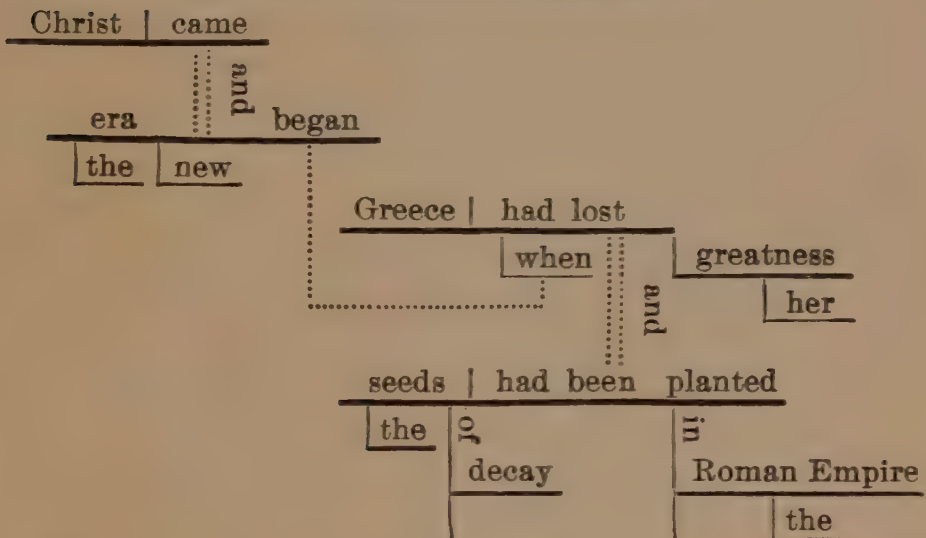 Christ came
and
era began
the new
Greece had lost
when greatness
and her
seeds had been planted
the of in
decay Roman Empire
the